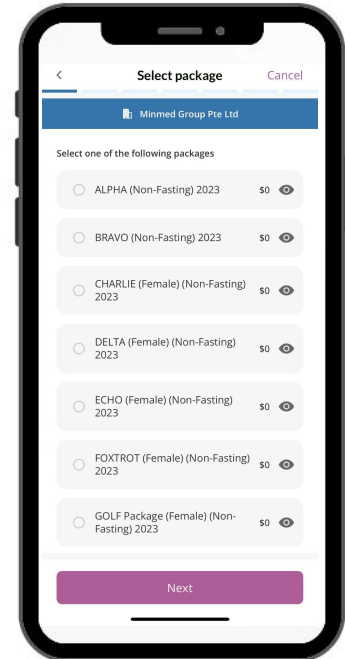 Select package
Cancel
Minmed Group Pte Ltd
Select one of the following packages
ALPHA (Non-Fasting) 2023 $0
BRAVO (Non-Fasting) 2023 $0
CHARLIE (Female) (Non-Fasting)
2023
$0
DELTA (Female) (Non-Fasting)
2023
$0
ECHO (Female) (Non-Fasting)
2023
$0
FOXTROT (Female) (Non-Fasting)
2023
$0
GOLF Package (Female) (Non-
Fasting) 2023
$0
Next